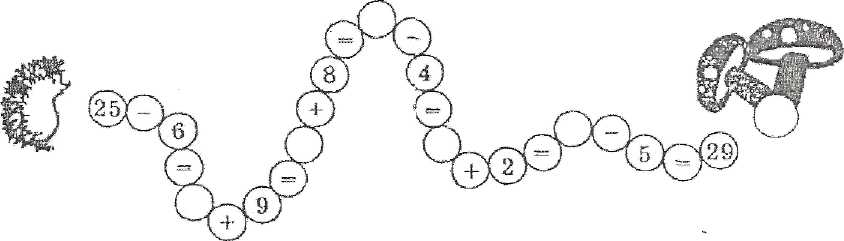 25 - 6 = + 9 = + 8 = - 4 = + 2 = - 5 = 29